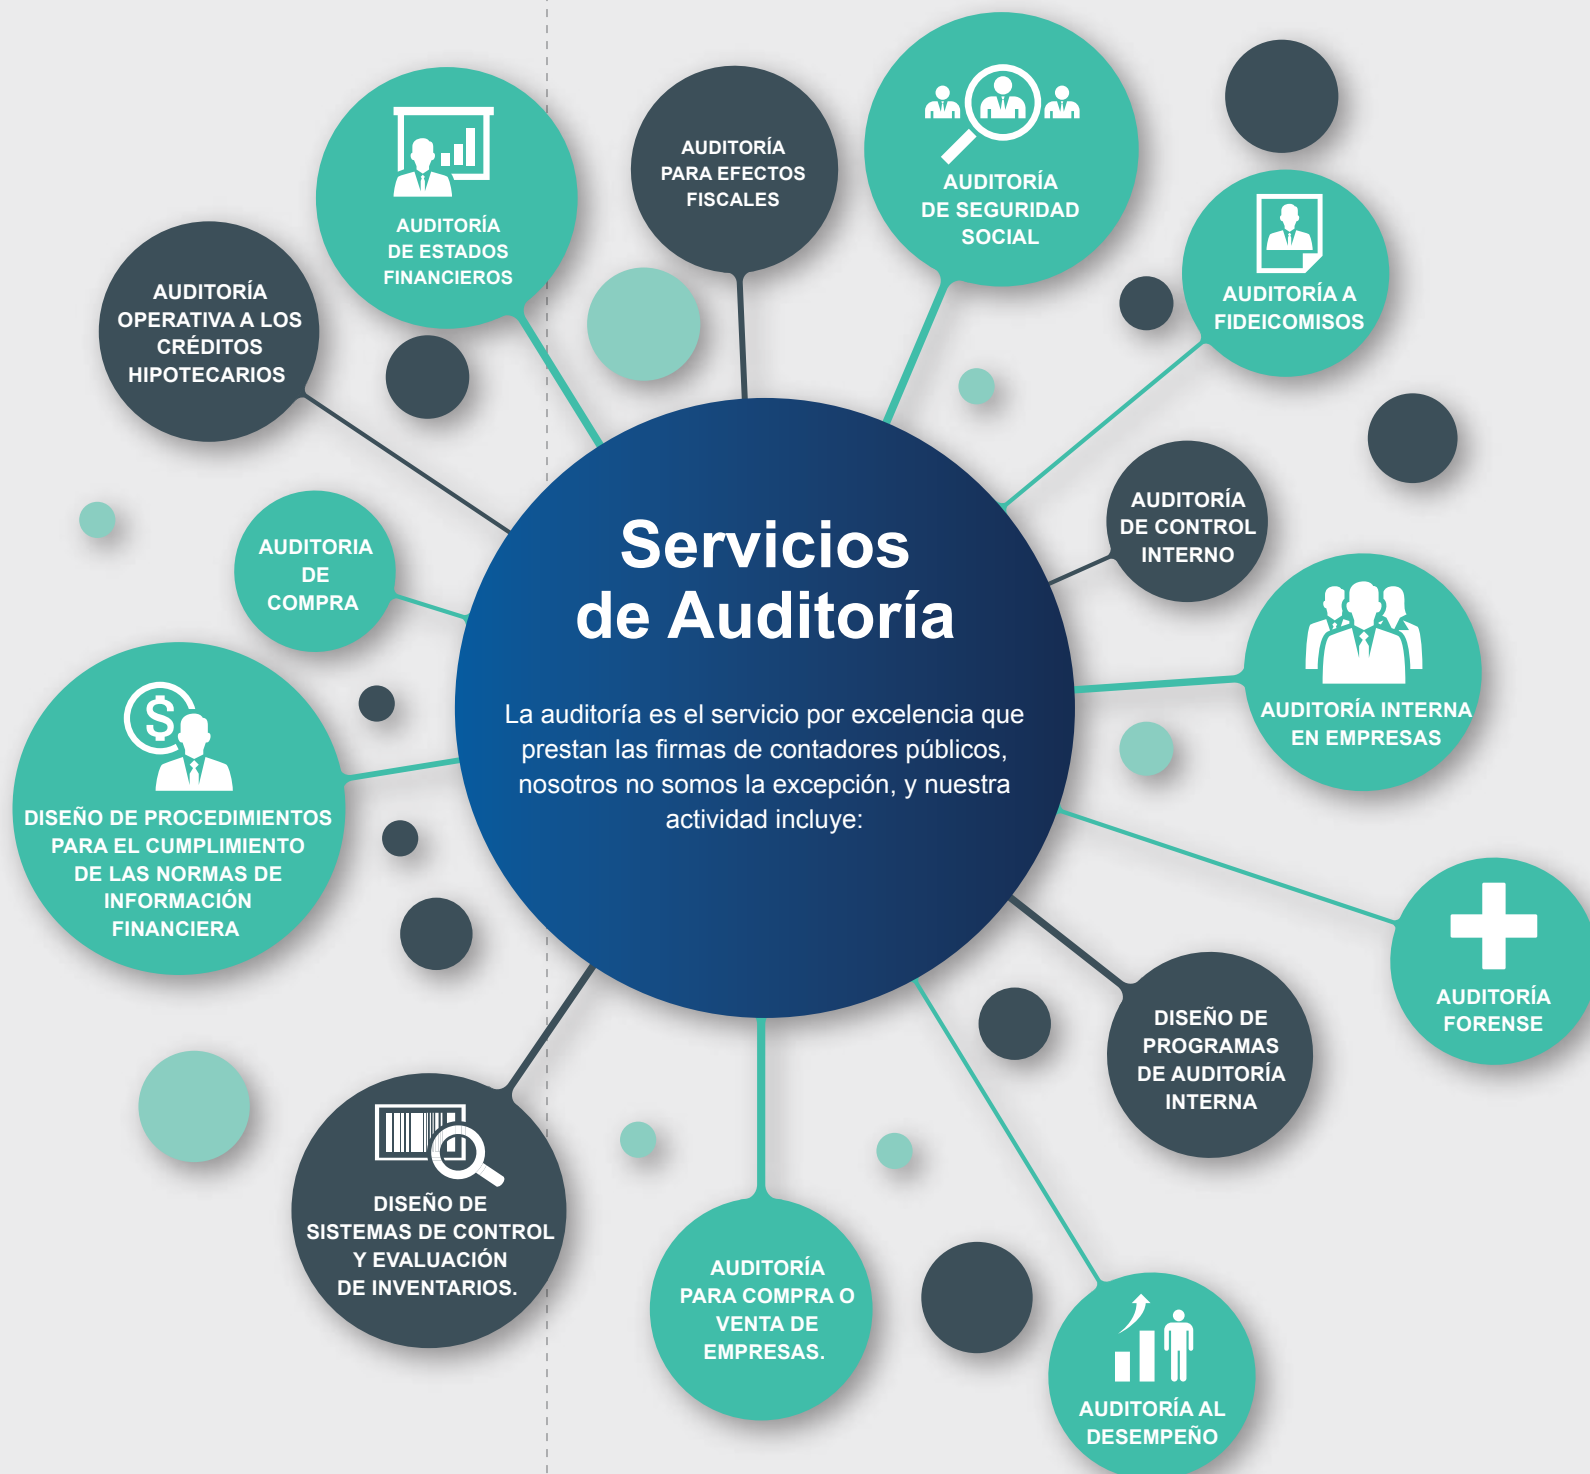 AUDITORÍA
DE ESTADOS
FINANCIEROS
AUDITORÍA
PARA EFECTOS
FISCALES
AUDITORÍA
DE SEGURIDAD
SOCIAL
AUDITORÍA A
FIDEICOMISOS
AUDITORÍA
OPERATIVA A LOS
CRÉDITOS
HIPOTECARIOS
AUDITORIA
DE
COMPRA
Servicios
de Auditoría
La auditoría es el servicio por excelencia que
prestan las firmas de contadores públicos,
nosotros no somos la excepción, y nuestra
actividad incluye:
AUDITORÍA
DE CONTROL
INTERNO
AUDITORÍA INTERNA
EN EMPRESAS
$
DISEÑO DE PROCEDIMIENTOS
PARA EL CUMPLIMIENTO
DE LAS NORMAS DE
INFORMACIÓN
FINANCIERA
AUDITORÍA
FORENSE
DISEÑO DE
PROGRAMAS
DE AUDITORÍA
INTERNA
DISEÑO DE
SISTEMAS DE CONTROL
Y EVALUACIÓN
DE INVENTARIOS.
AUDITORÍA
PARA COMPRA O
VENTA DE
EMPRESAS.
AUDITORÍA AL
DESEMPEÑO